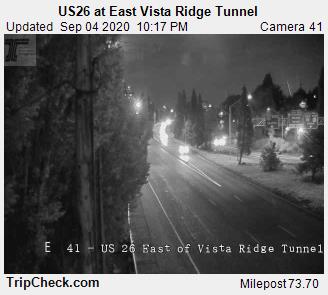 US26 at East Vista Ridge Tunnel
Updated Sep 04 2020 10:17 PM
Camera 41
E 41 - US 26 East of Vista Ridge Tunnel
TripCheck.com
Milepost 73.70